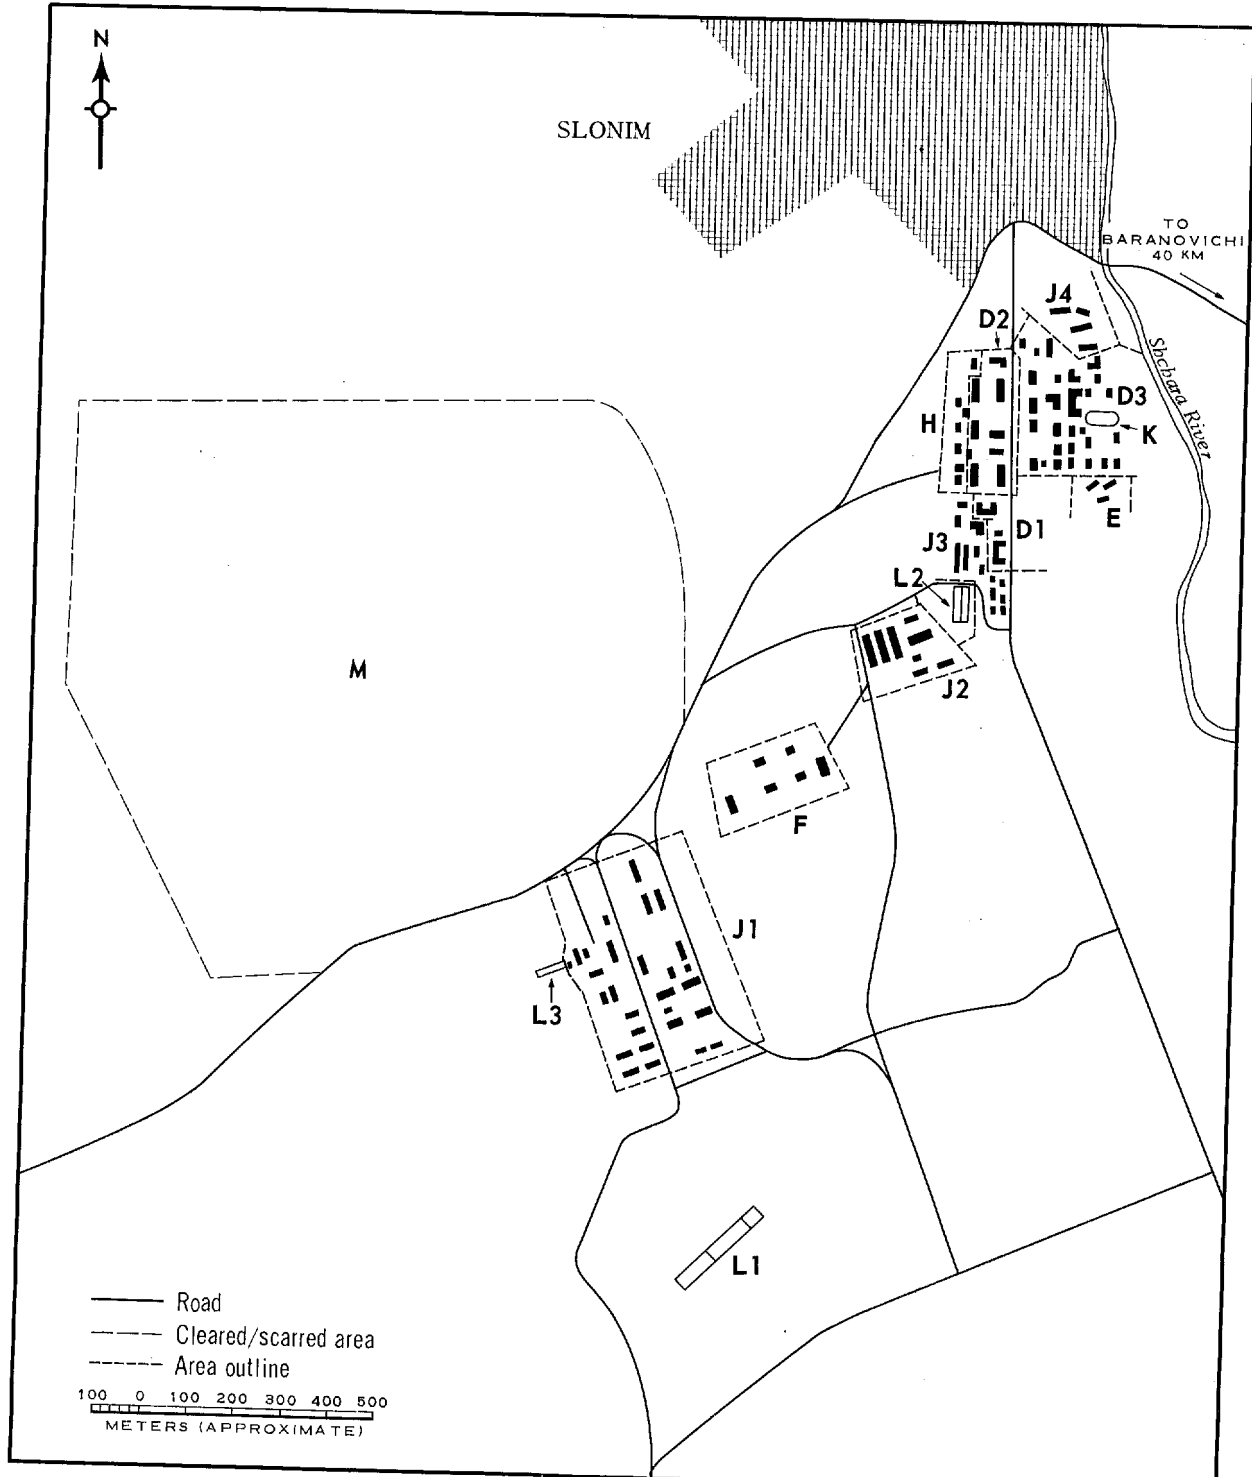 N
SLONIM
TO
BARANOVICHI
40 KM
J4
D2
Shchara River
D3
H
K
E
J3
D1
L2
M
J2
F
J1
L3
L1
Road
Cleared/scarred area
Area outline
100 0 100 200 300 400 500
METERS (APPROXIMATE)